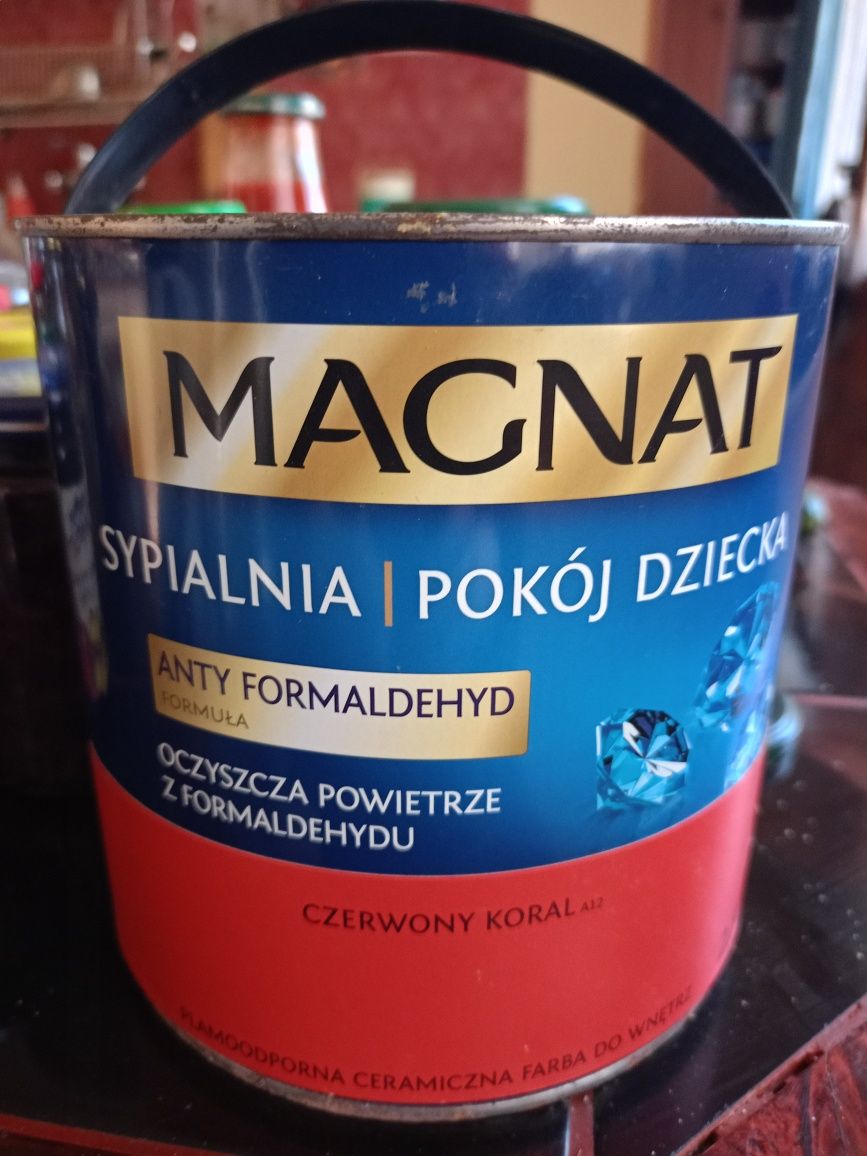 MAGNAT
SYPIALNIA | POKÓJ DZIECKA
ANTY FORMALDEHYD
FORMUŁA
OCZYSZCZA POWIETRZE
Z FORMALDEHYDU
CZERWONY KORAL A12
PLAMOODPORNA CERAMICZNA FARBA DO WNĘTRZ